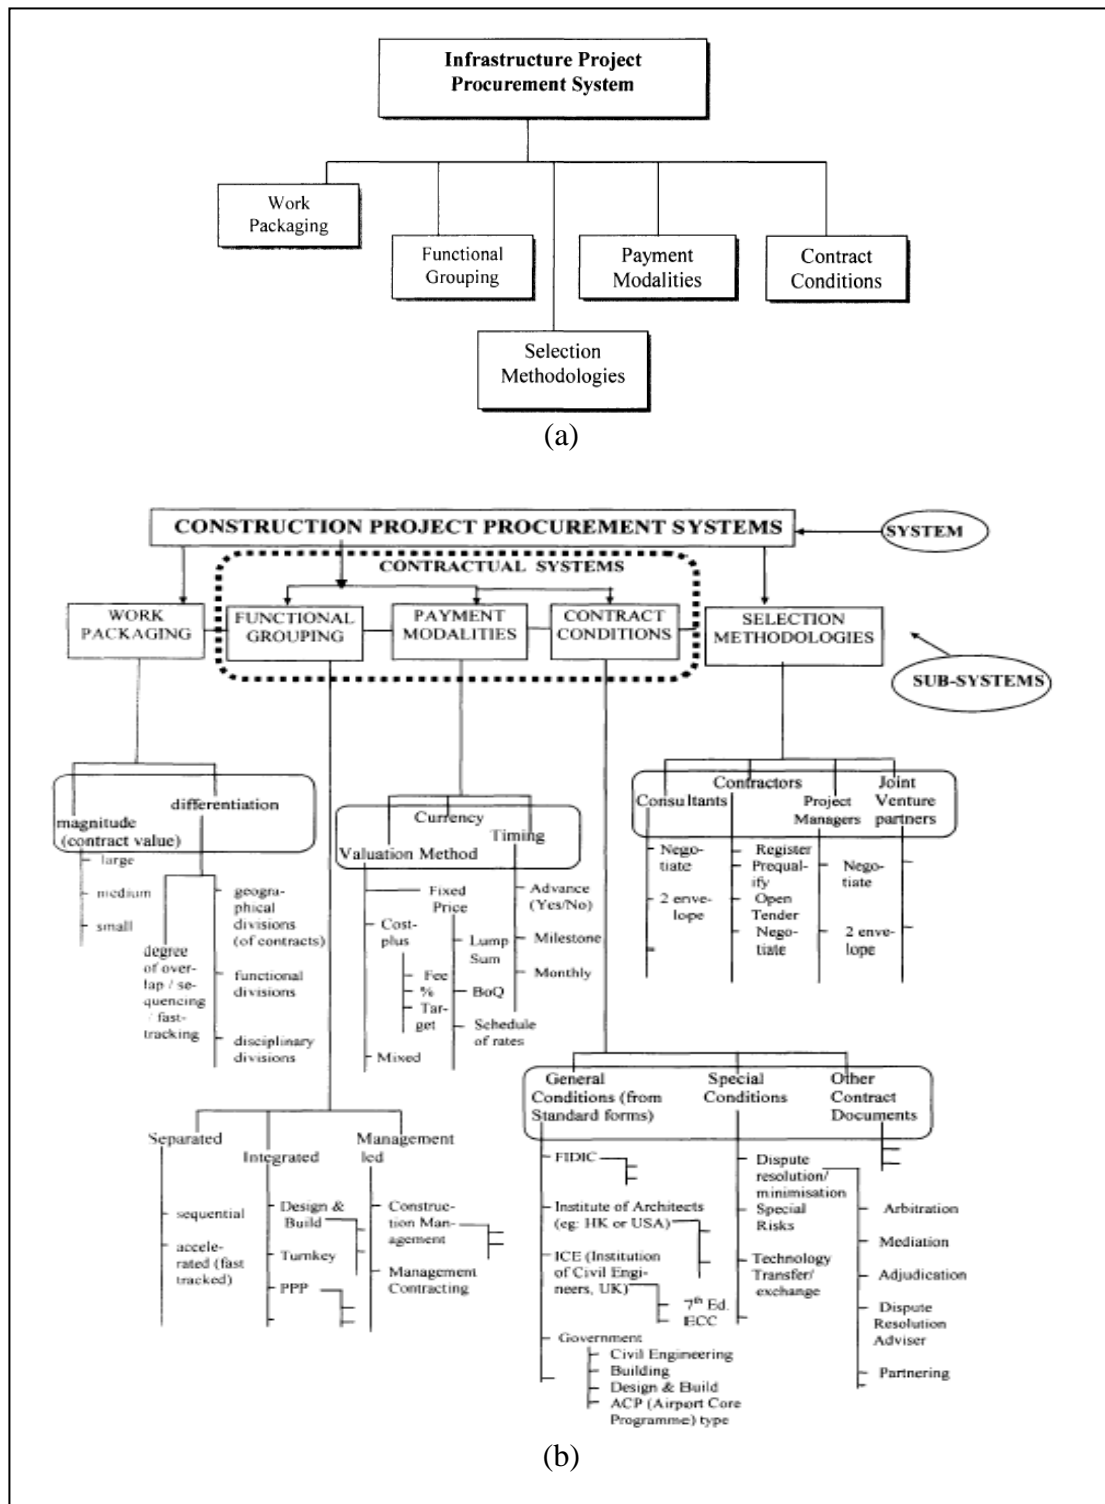 Infrastructure Project
Procurement System
Work
Packaging
Functional
Grouping
Payment
Modalities
Contract
Conditions
Selection
Methodologies
(a)
CONSTRUCTION PROJECT PROCUREMENT SYSTEMS
SYSTEM
CONTRACTUAL SYSTEMS
WORK
PACKAGING
FUNCTIONAL
GROUPING
PAYMENT
MODALITIES
CONTRACT
CONDITIONS
SELECTION
METHODOLOGIES
SUB-SYSTEMS
differentiation
magnitude
(contract value)
large
medium
small
degree
of over-
lap / se-
quencing
/ fast-
tracking
geogra-
phical
divisions
(of contracts)
functional
divisions
disciplinary
divisions
Currency
Timing
Valuation Method
Fixed
Price
Cost-
plus
Fee
%
Tar-
get
Mixed
Lump
Sum
BoQ
Schedule
of rates
Advance
(Yes/No)
Milestone
Monthly
Consultants
Contractors
Project
Managers
Joint
Venture
partners
Nego-
tiate
2 enve-
lope
Register
Prequal-
ify
Open
Tender
Nego-
tiate
Nego-
tiate
2 enve-
lope
Separated
sequential
accele-
rated (fast
tracked)
Integrated
Design &
Build
Turnkey
PPP
Management
led
Construc-
tion Man-
agement
Management
Contracting
General
Conditions (from
Standard forms)
Special
Conditions
Other
Contract
Documents
FIDIC
Institute of Architects
(eg: HK or USA)
ICE (Institution
of Civil Engi-
neers, UK)
7th Ed.
ECC
Government
Civil Engineering
Building
Design & Build
ACP (Airport Core
Programme) type
Dispute
resolution/
minimisation
Special
Risks
Technology
Transfer/
exchange
Arbitration
Mediation
Adjudication
Dispute
Resolution
Adviser
Partnering
(b)